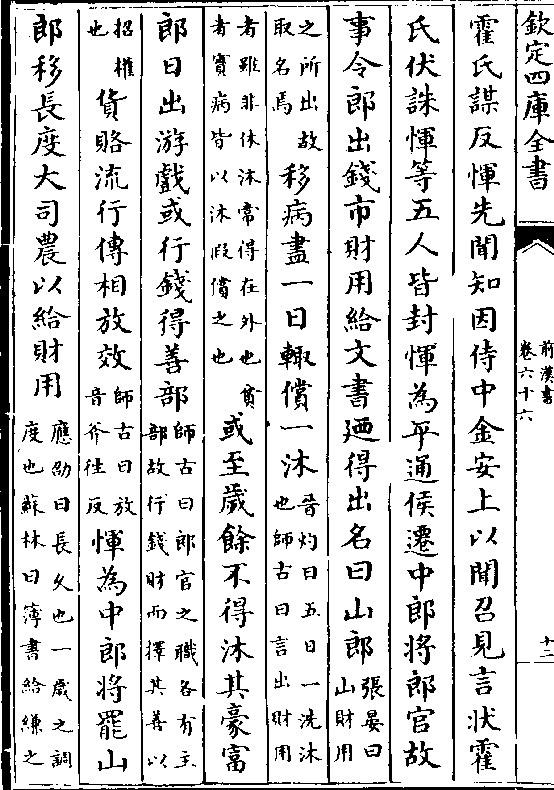 欽定四庫全書
前漢書
卷六十六
霍氏謀反惲先聞知因侍中金安上以聞召見言狀霍
氏伏誅惲等五人皆封惲為平通侯遷中郎將郎官故
事令郎出錢市財用給文書廼得出名曰山郎
張晏曰
山財用
之所出故
取名焉
移病盡一日輙償一沐
晉灼曰五日一洗沐
也師古曰言出財用
者雖非休沐常得在外也貧
者實病皆以沐假償之也
或至歲餘不得沐其豪富
郎日出游戲或行錢得善部
師古曰郎官之職各有主
部故行錢財而擇其善以
招權
也
貨賂流行傳相放效
師古曰放
音斧往反
惲為中郎將罷山
郎移長度大司農以給財用
應劭曰長久也一歲之調
度也蘇林曰簿書給縑之